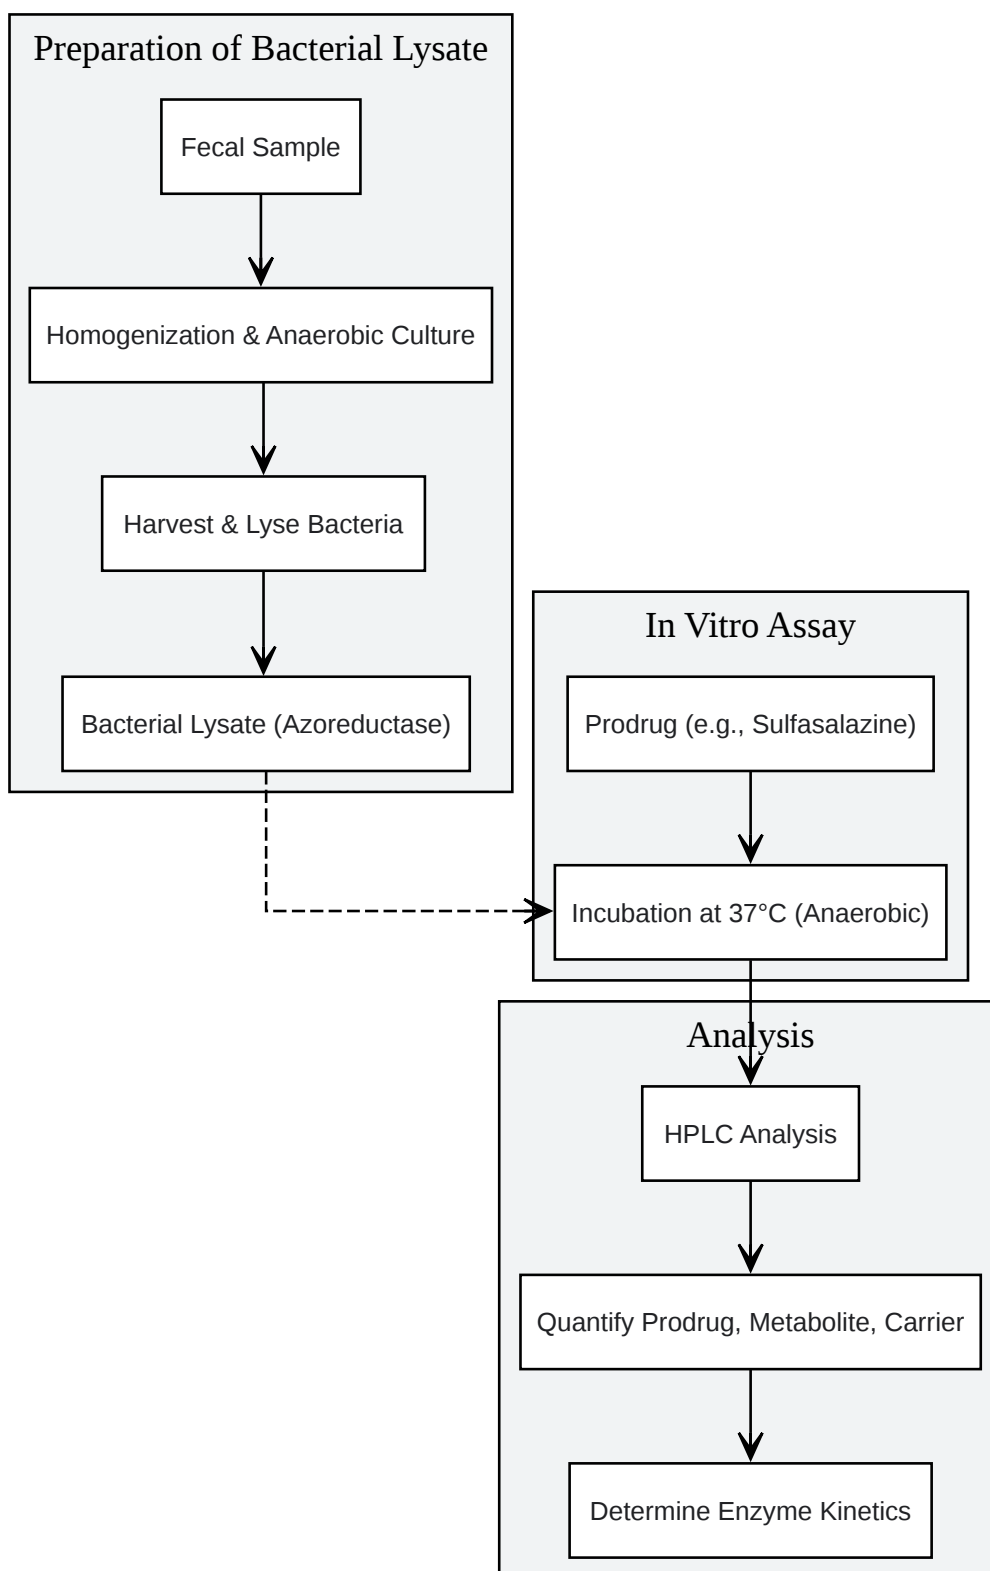 Preparation of Bacterial Lysate
Fecal Sample
Homogenization & Anaerobic Culture
Harvest & Lyse Bacteria
Bacterial Lysate (Azoreductase)
In Vitro Assay
Prodrug (e.g., Sulfasalazine)
Incubation at 37°C (Anaerobic)
Analysis
HPLC Analysis
Quantify Prodrug, Metabolite, Carrier
Determine Enzyme Kinetics